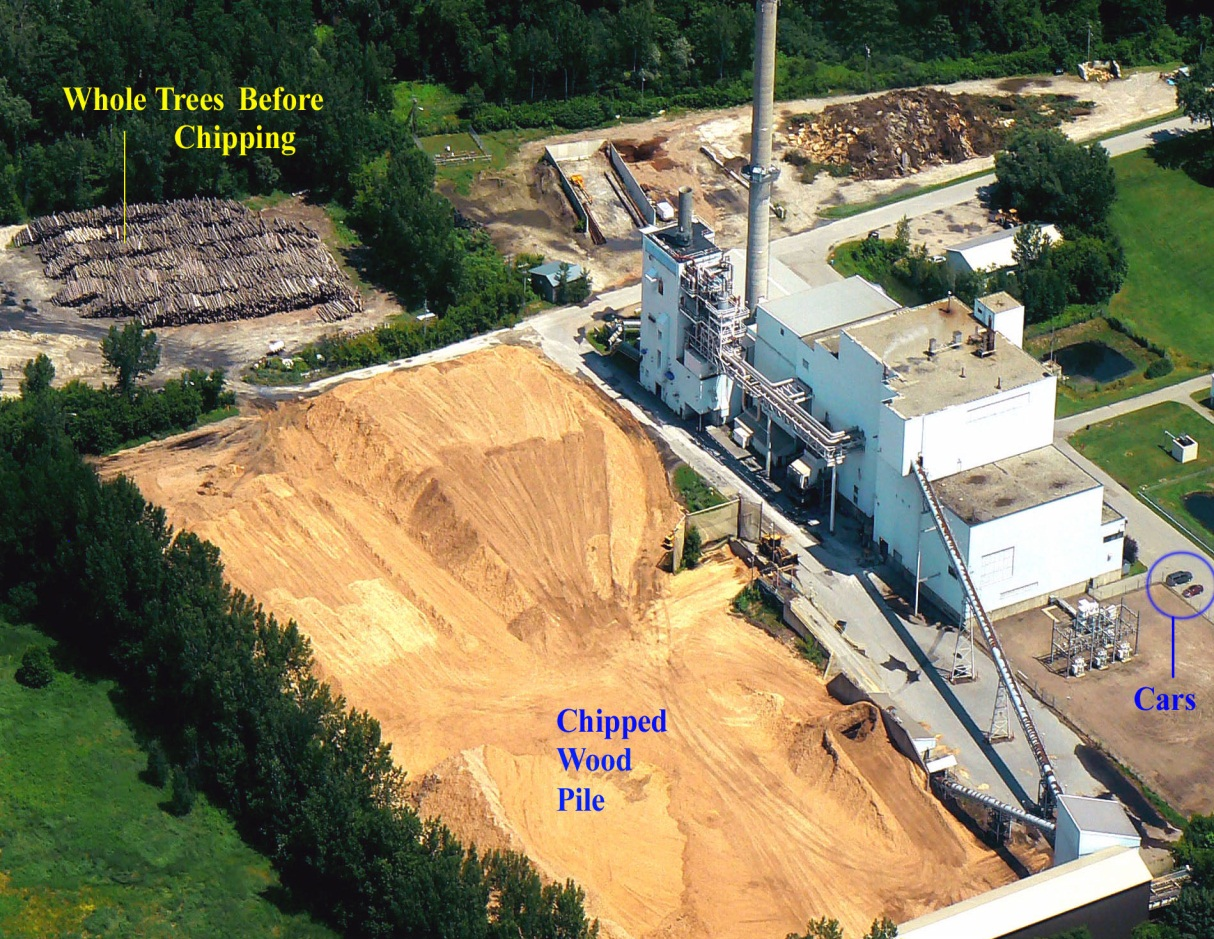 Whole Trees Before
Chipping
Chipped
Wood
Pile
Cars